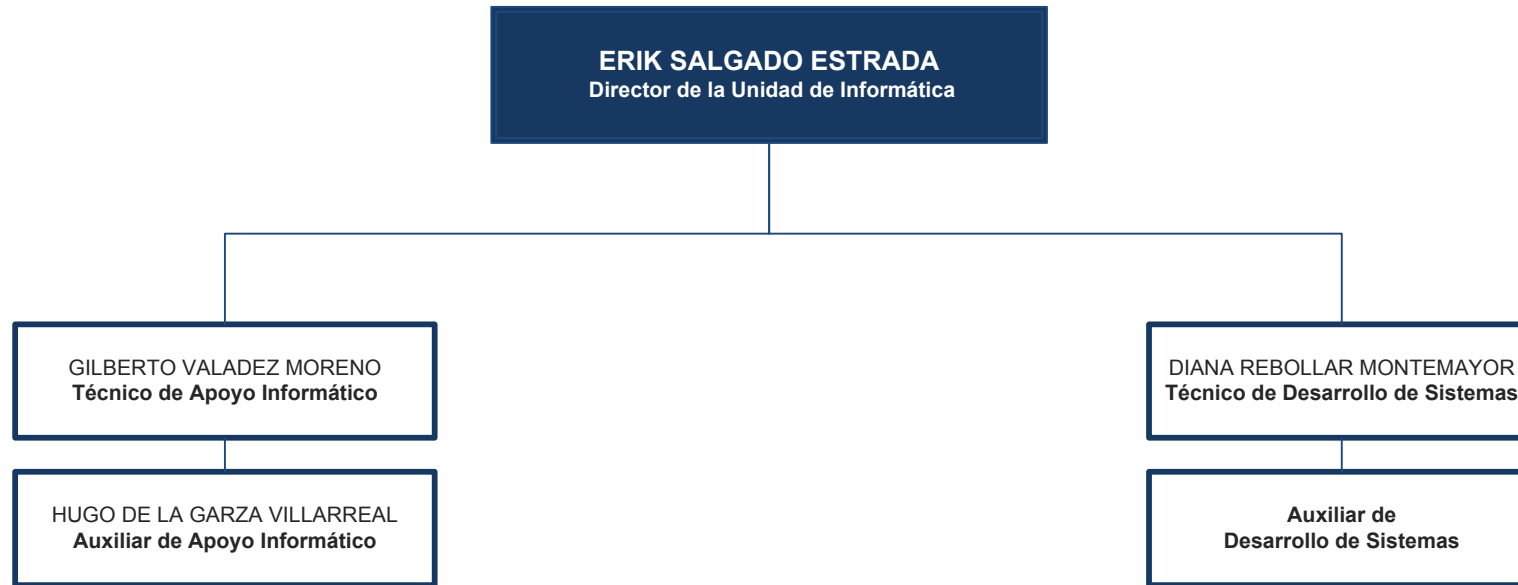 ERIK SALGADO ESTRADA
Director de la Unidad de Informática
GILBERTO VALADEZ MORENO
Técnico de Apoyo Informático
HUGO DE LA GARZA VILLARREAL
Auxiliar de Apoyo Informático
DIANA REBOLLAR MONTEMAYOR
Técnico de Desarrollo de Sistemas
Auxiliar de
Desarrollo de Sistemas